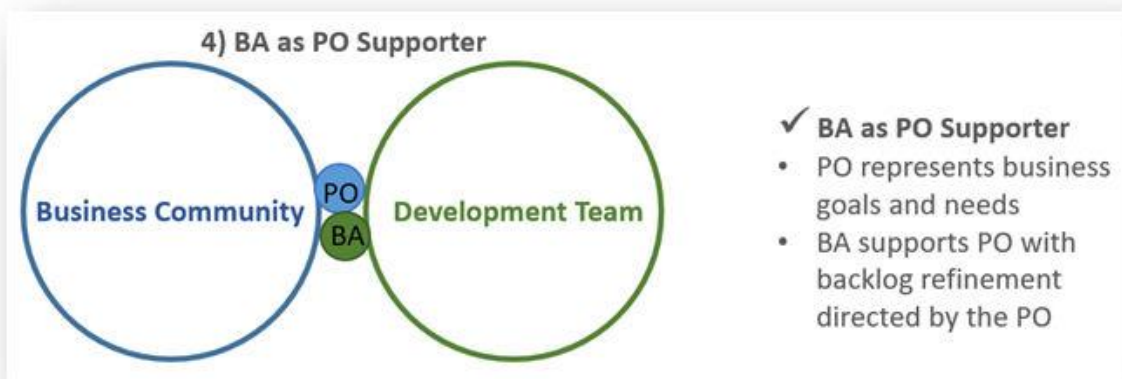 4) BA as PO Supporter
Business Community
PO
BA
Development Team
✓ BA as PO Supporter
• PO represents business
goals and needs
• BA supports PO with
backlog refinement
directed by the PO